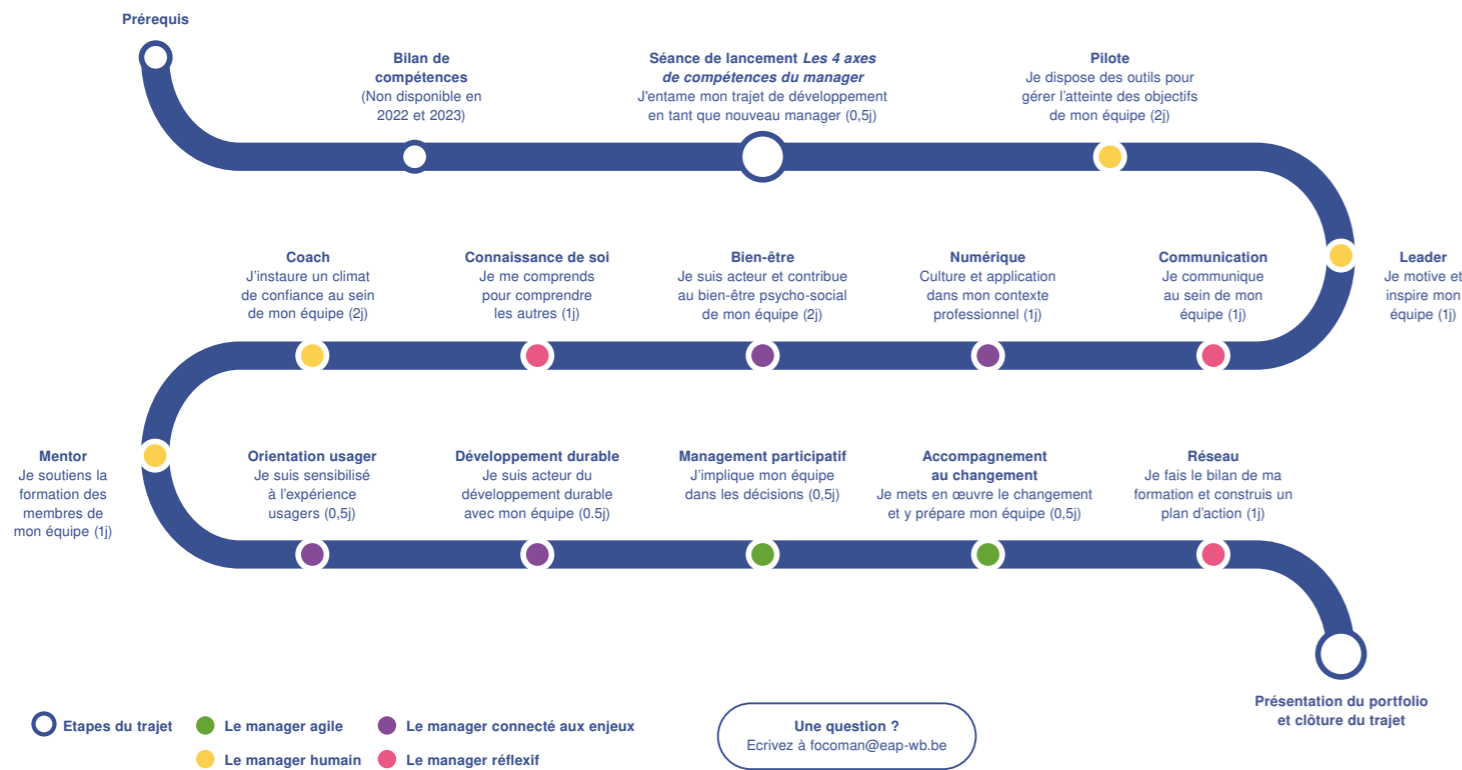 Prérequis
Bilan de
compétences
(Non disponible en
2022 et 2023)
Séance de lancement Les 4 axes
de compétences du manager
J'entame mon trajet de développement
en tant que nouveau manager (0,5j)
Pilote
Je dispose des outils pour
gérer l’atteinte des objectifs
de mon équipe (2j)
Leader
Je motive et
inspire mon
équipe (1j)
Communication
Je communique
au sein de mon
équipe (1j)
Numérique
Culture et application
dans mon contexte
professionnel (1j)
Bien-être
Je suis acteur et contribue
au bien-être psycho-social
de mon équipe (2j)
Connaissance de soi
Je me comprends
pour comprendre
les autres (1j)
Coach
J’instaure un climat
de confiance au sein
de mon équipe (2j)
Mentor
Je soutiens la
formation des
membres de
mon équipe (1j)
Orientation usager
Je suis sensibilisé
à l’expérience
usagers (0,5j)
Développement durable
Je suis acteur du
développement durable
avec mon équipe (0.5j)
Management participatif
J’implique mon équipe
dans les décisions (0,5j)
Accompagnement
au changement
Je mets en œuvre le changement
et y prépare mon équipe (0,5j)
Réseau
Je fais le bilan de ma
formation et construis un
plan d’action (1j)
Présentation du portfolio
et clôture du trajet
Etapes du trajet
Le manager agile
Le manager connecté aux enjeux
Le manager humain
Le manager réflexif
Une question ?
Ecrivez à focoman@eap-wb.be